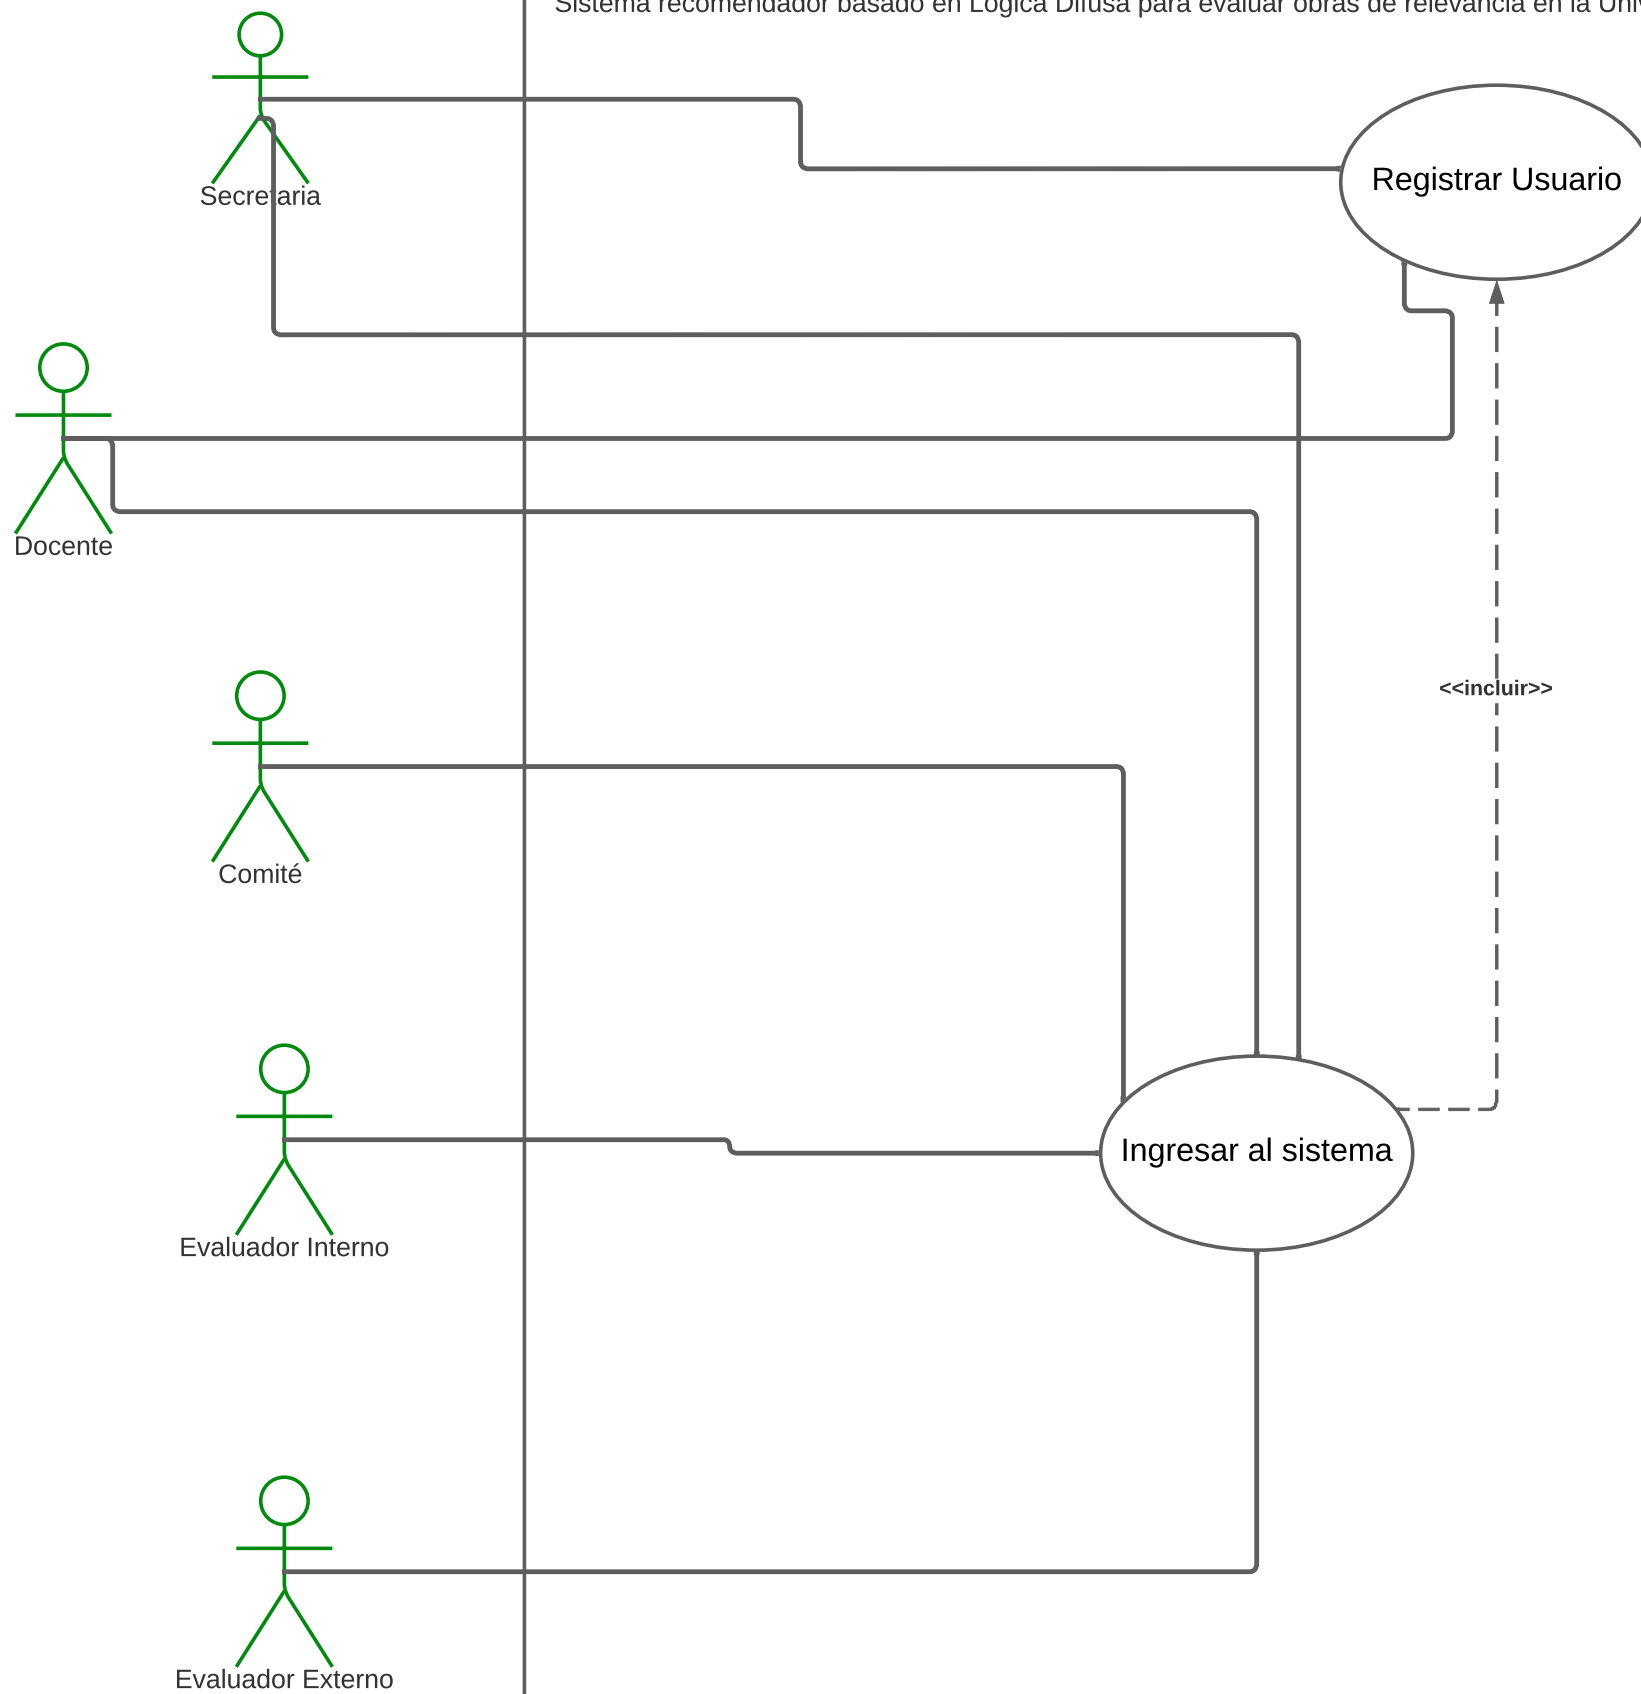 Sistema recomendador basado en Lógica Difusa para evaluar obras de relevancia en la
Secretaria
Registrar Usuario
Docente
<<incluir>>
Comité
Ingresar al sistema
Evaluador Interno
Evaluador Externo